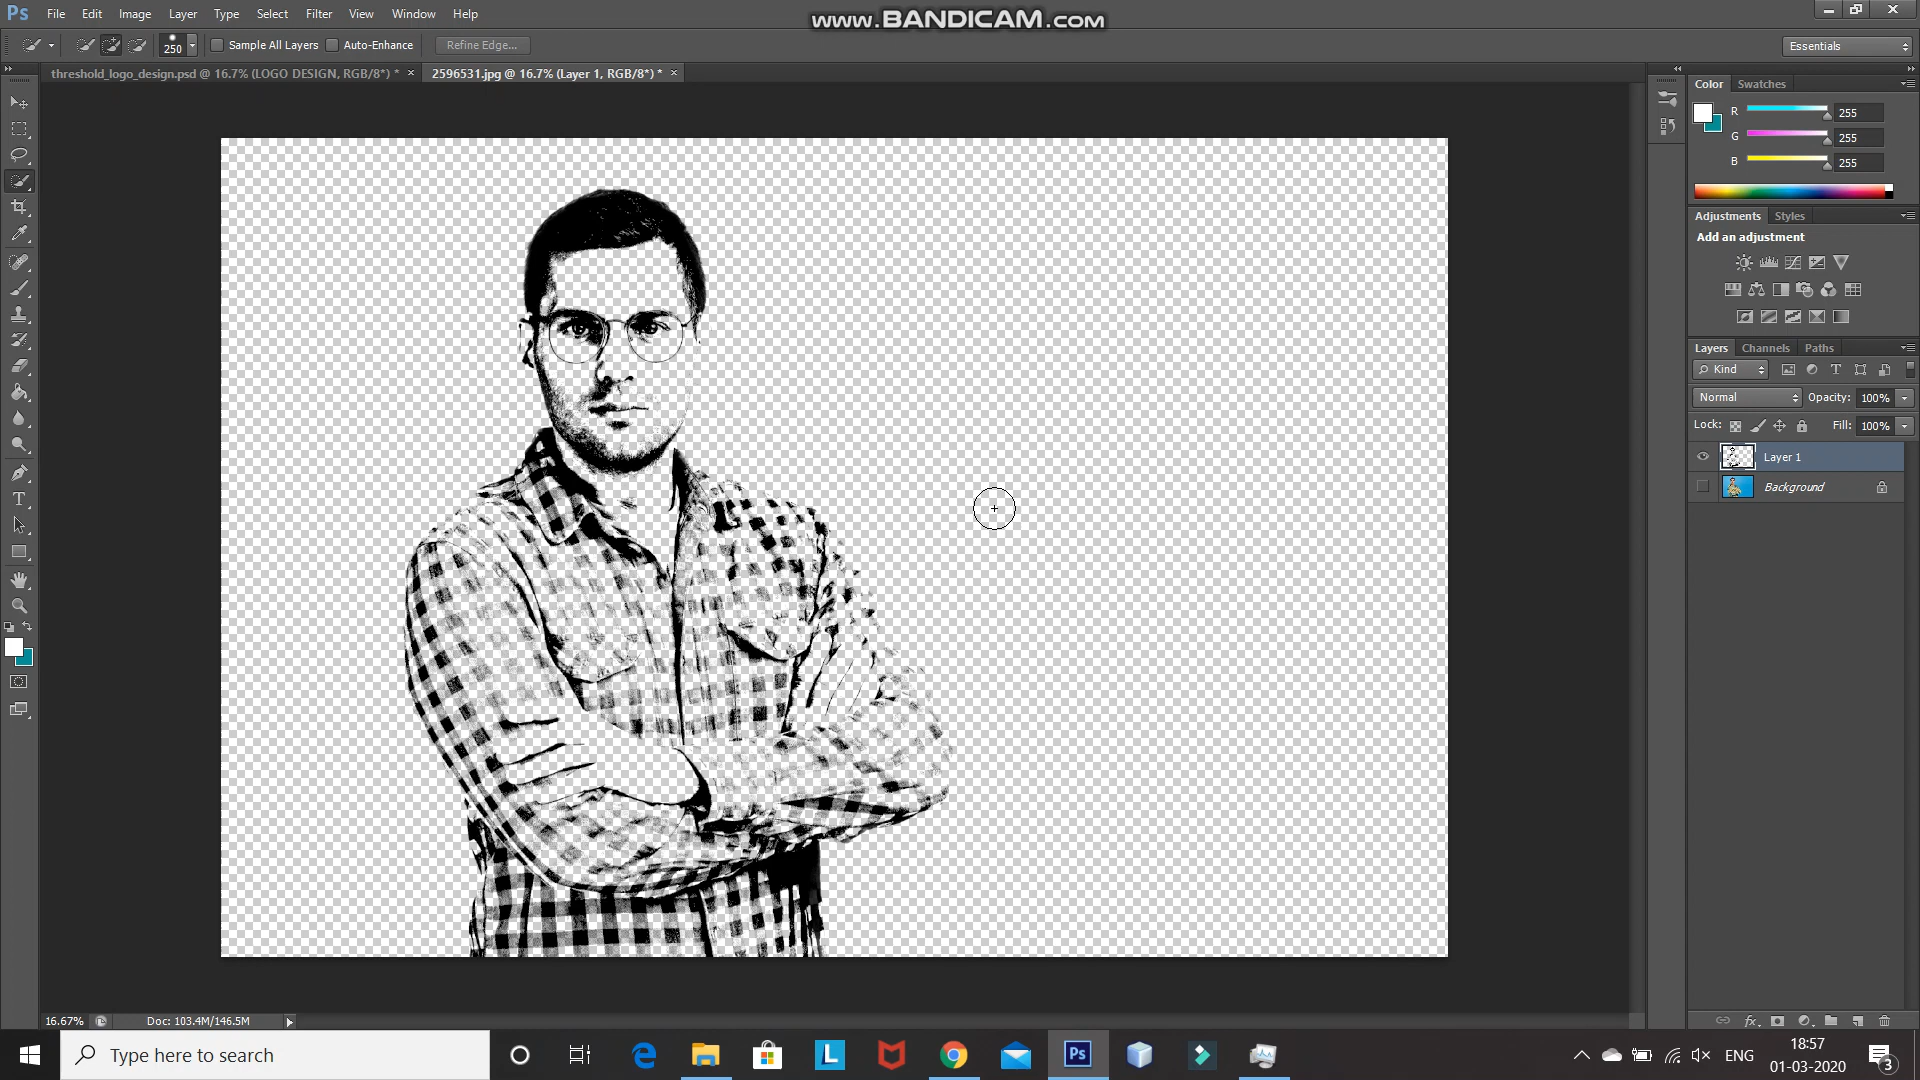 Ps File Edit Image Layer Type Select Filter View Window Help
www.BANDICAM.com
250 Sample All Layers Auto-Enhance Refine Edge... Essentials
threshold_logo_design.psd @ 16.7% (LOGO DESIGN, RGB/8*) * × 2596531.jpg @ 16.7% (Layer 1, RGB/8*) * ×
Color Swatches
R 255
G 255
B 255
Adjustments Styles
Add an adjustment
Layers Channels Paths
Kind
Normal Opacity: 100%
Lock: Fill: 100%
Layer 1
Background
16.67% Doc: 103.4M/146.5M
Type here to search
L
Ps
ENG
18:57
01-03-2020
3